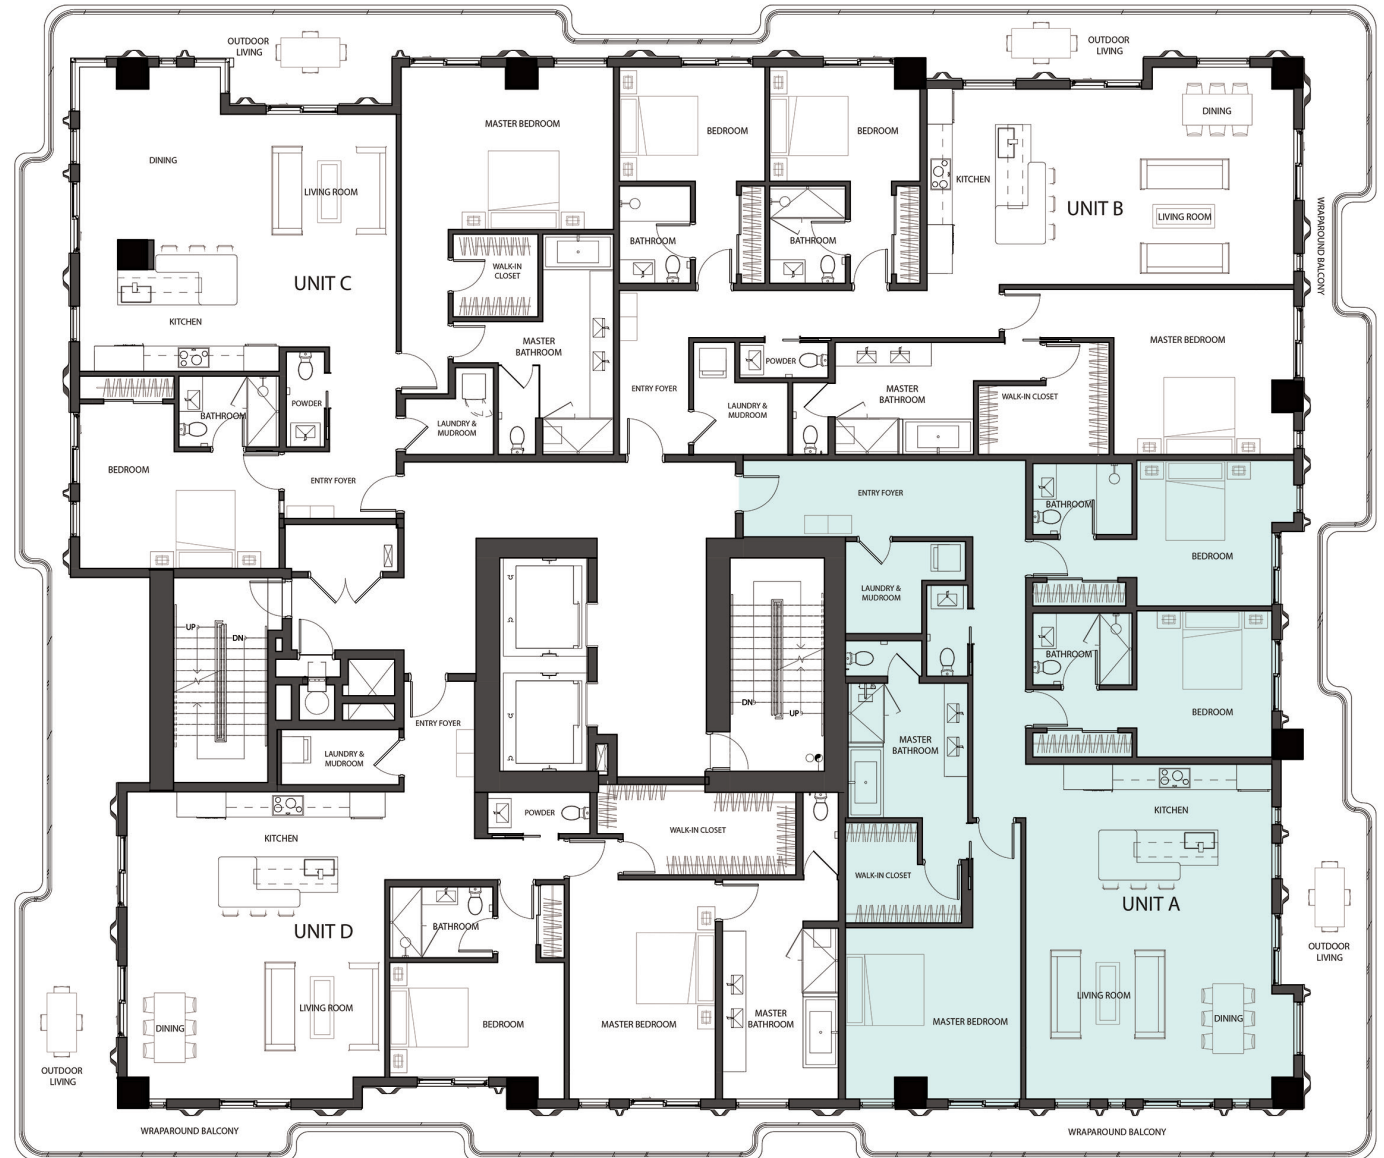 OUTDOOR
LIVING
OUTDOOR
LIVING
MASTER BEDROOM
BEDROOM
BEDROOM
DINING
DINING
KITCHEN
LIVING ROOM
UNIT B
LIVING ROOM
WRAPAROUND BALCONY
BATHROOM
BATHROOM
WALK-IN
CLOSET
UNIT C
KITCHEN
MASTER
BATHROOM
MASTER BEDROOM
POWDER
ENTRY FOYER
MASTER
BATHROOM
WALK-IN CLOSET
POWDER
BATHROOM
LAUNDRY &
MUDROOM
LAUNDRY &
MUDROOM
BEDROOM
ENTRY FOYER
ENTRY FOYER
BATHROOM
BEDROOM
LAUNDRY &
MUDROOM
UP
DN
BATHROOM
BEDROOM
DN
UP
ENTRY FOYER
LAUNDRY &
MUDROOM
MASTER
BATHROOM
KITCHEN
POWDER
WALK-IN CLOSET
KITCHEN
WALK-IN CLOSET
UNIT A
UNIT D
BATHROOM
OUTDOOR
LIVING
LIVING ROOM
LIVING ROOM
DINING
DINING
BEDROOM
MASTER BEDROOM
MASTER
BATHROOM
MASTER BEDROOM
OUTDOOR
LIVING
WRAPAROUND BALCONY
WRAPAROUND BALCONY